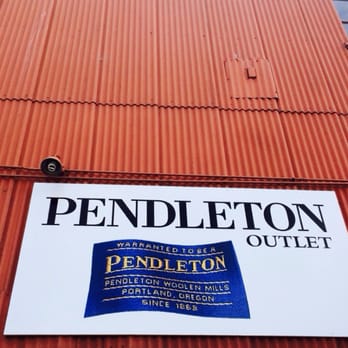 PENDLETON
OUTLET
WARRANTED TO BE A
PENDLETON
PENDLETON WOOLEN MILLS
PORTLAND, OREGON
SINCE 1863